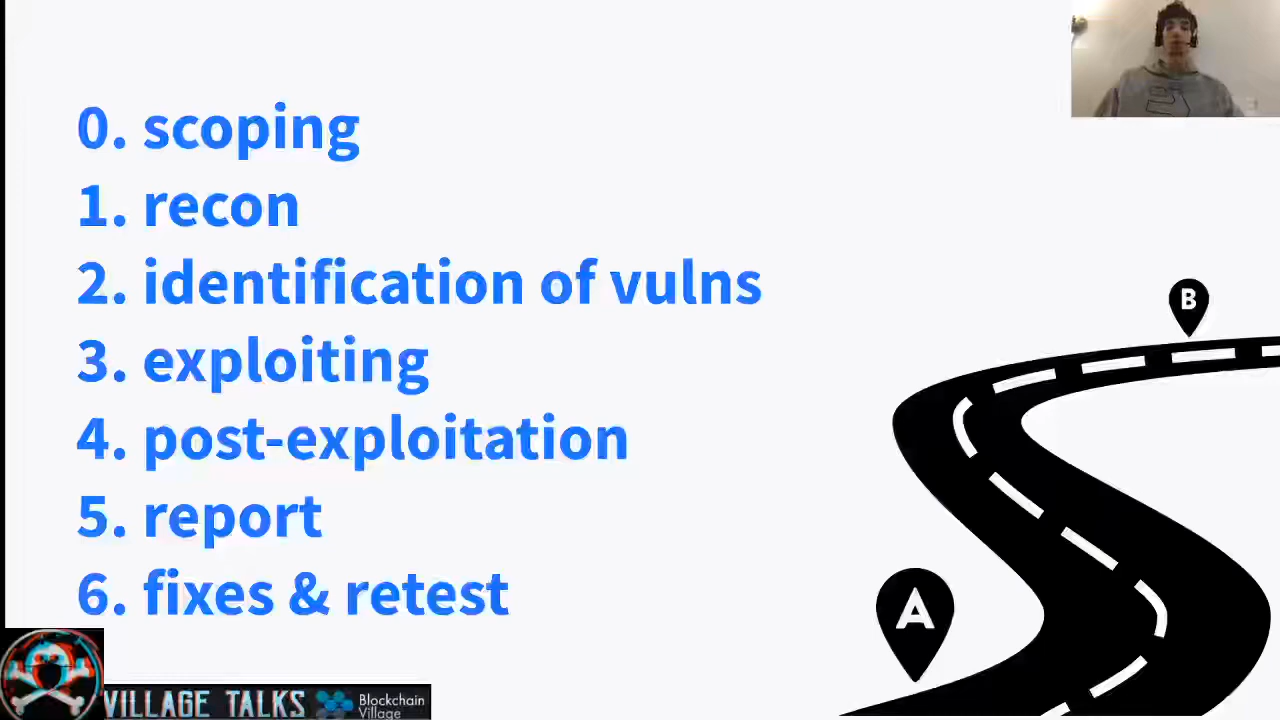 0. scoping
1. recon
2. identification of vulns
3. exploiting
4. post-exploitation
5. report
6. fixes & retest
B
A
VILLAGE TALKS
Blockchain
Village